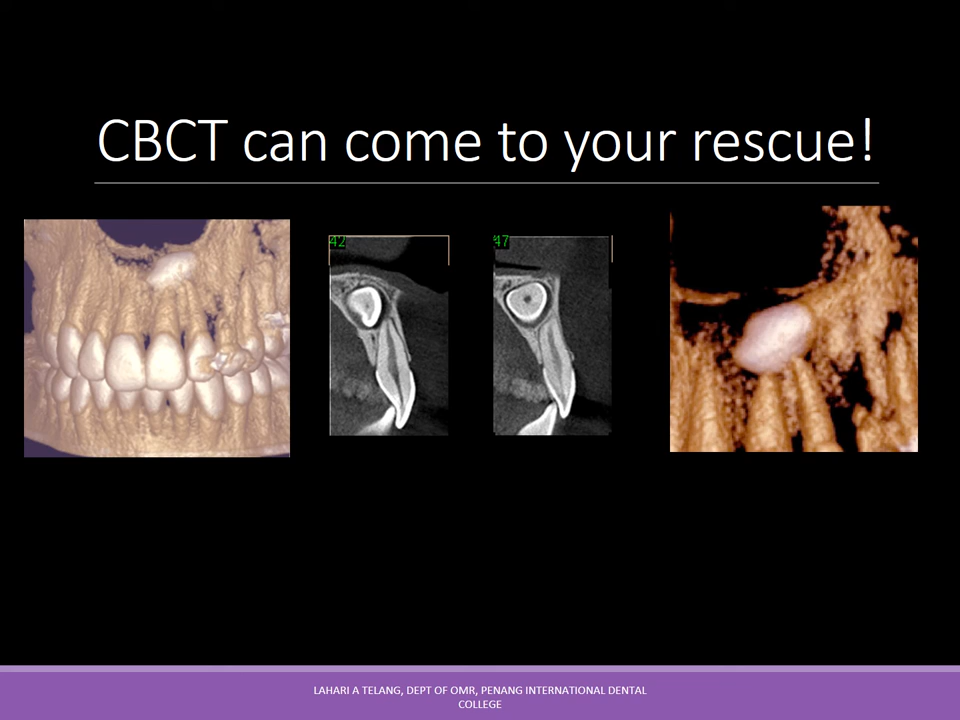 CBCT can come to your rescue!
42
47
LAHARI A TELANG, DEPT OF OMR, PENANG INTERNATIONAL DENTAL
COLLEGE